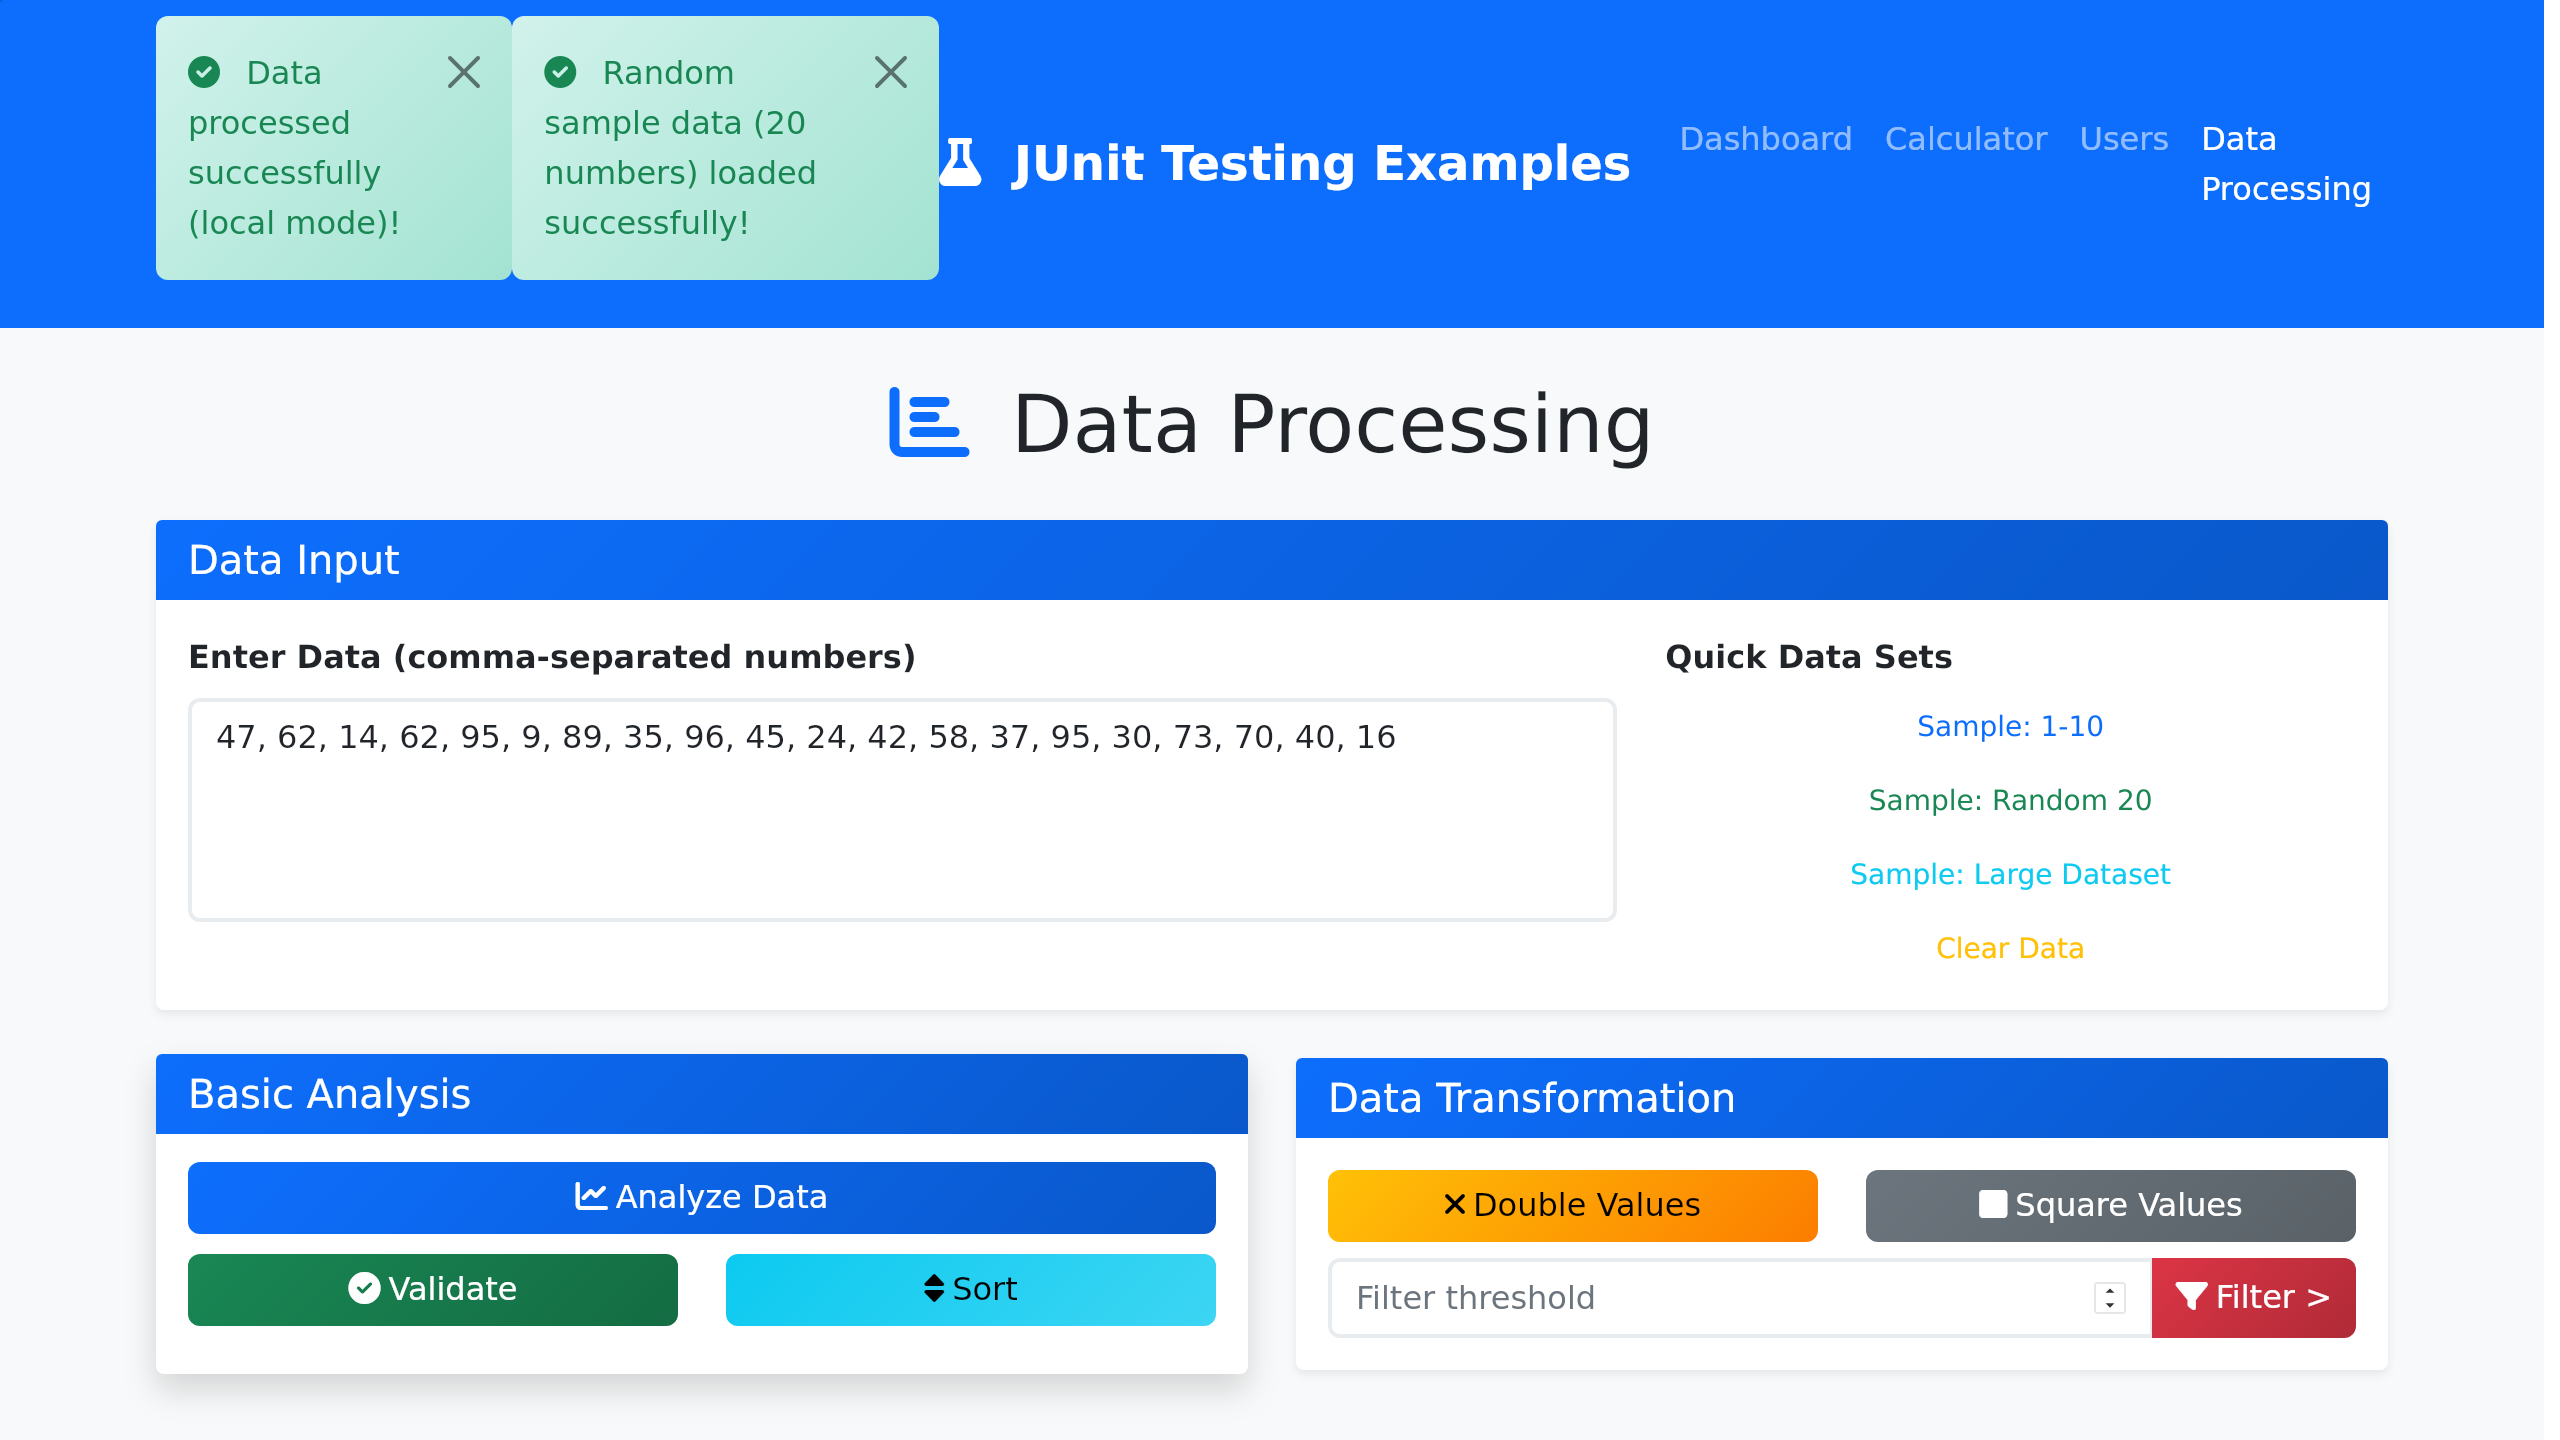 Data
processed
successfully
(local mode)!
Random
sample data (20
numbers) loaded
successfully!
JUnit Testing Examples
Dashboard
Calculator
Users
Data
Processing
Data Processing
Data Input
Enter Data (comma-separated numbers)
47, 62, 14, 62, 95, 9, 89, 35, 96, 45, 24, 42, 58, 37, 95, 30, 73, 70, 40, 16
Quick Data Sets
Sample: 1-10
Sample: Random 20
Sample: Large Dataset
Clear Data
Basic Analysis
Analyze Data
Validate
Sort
Data Transformation
Double Values
Square Values
Filter threshold
Filter >